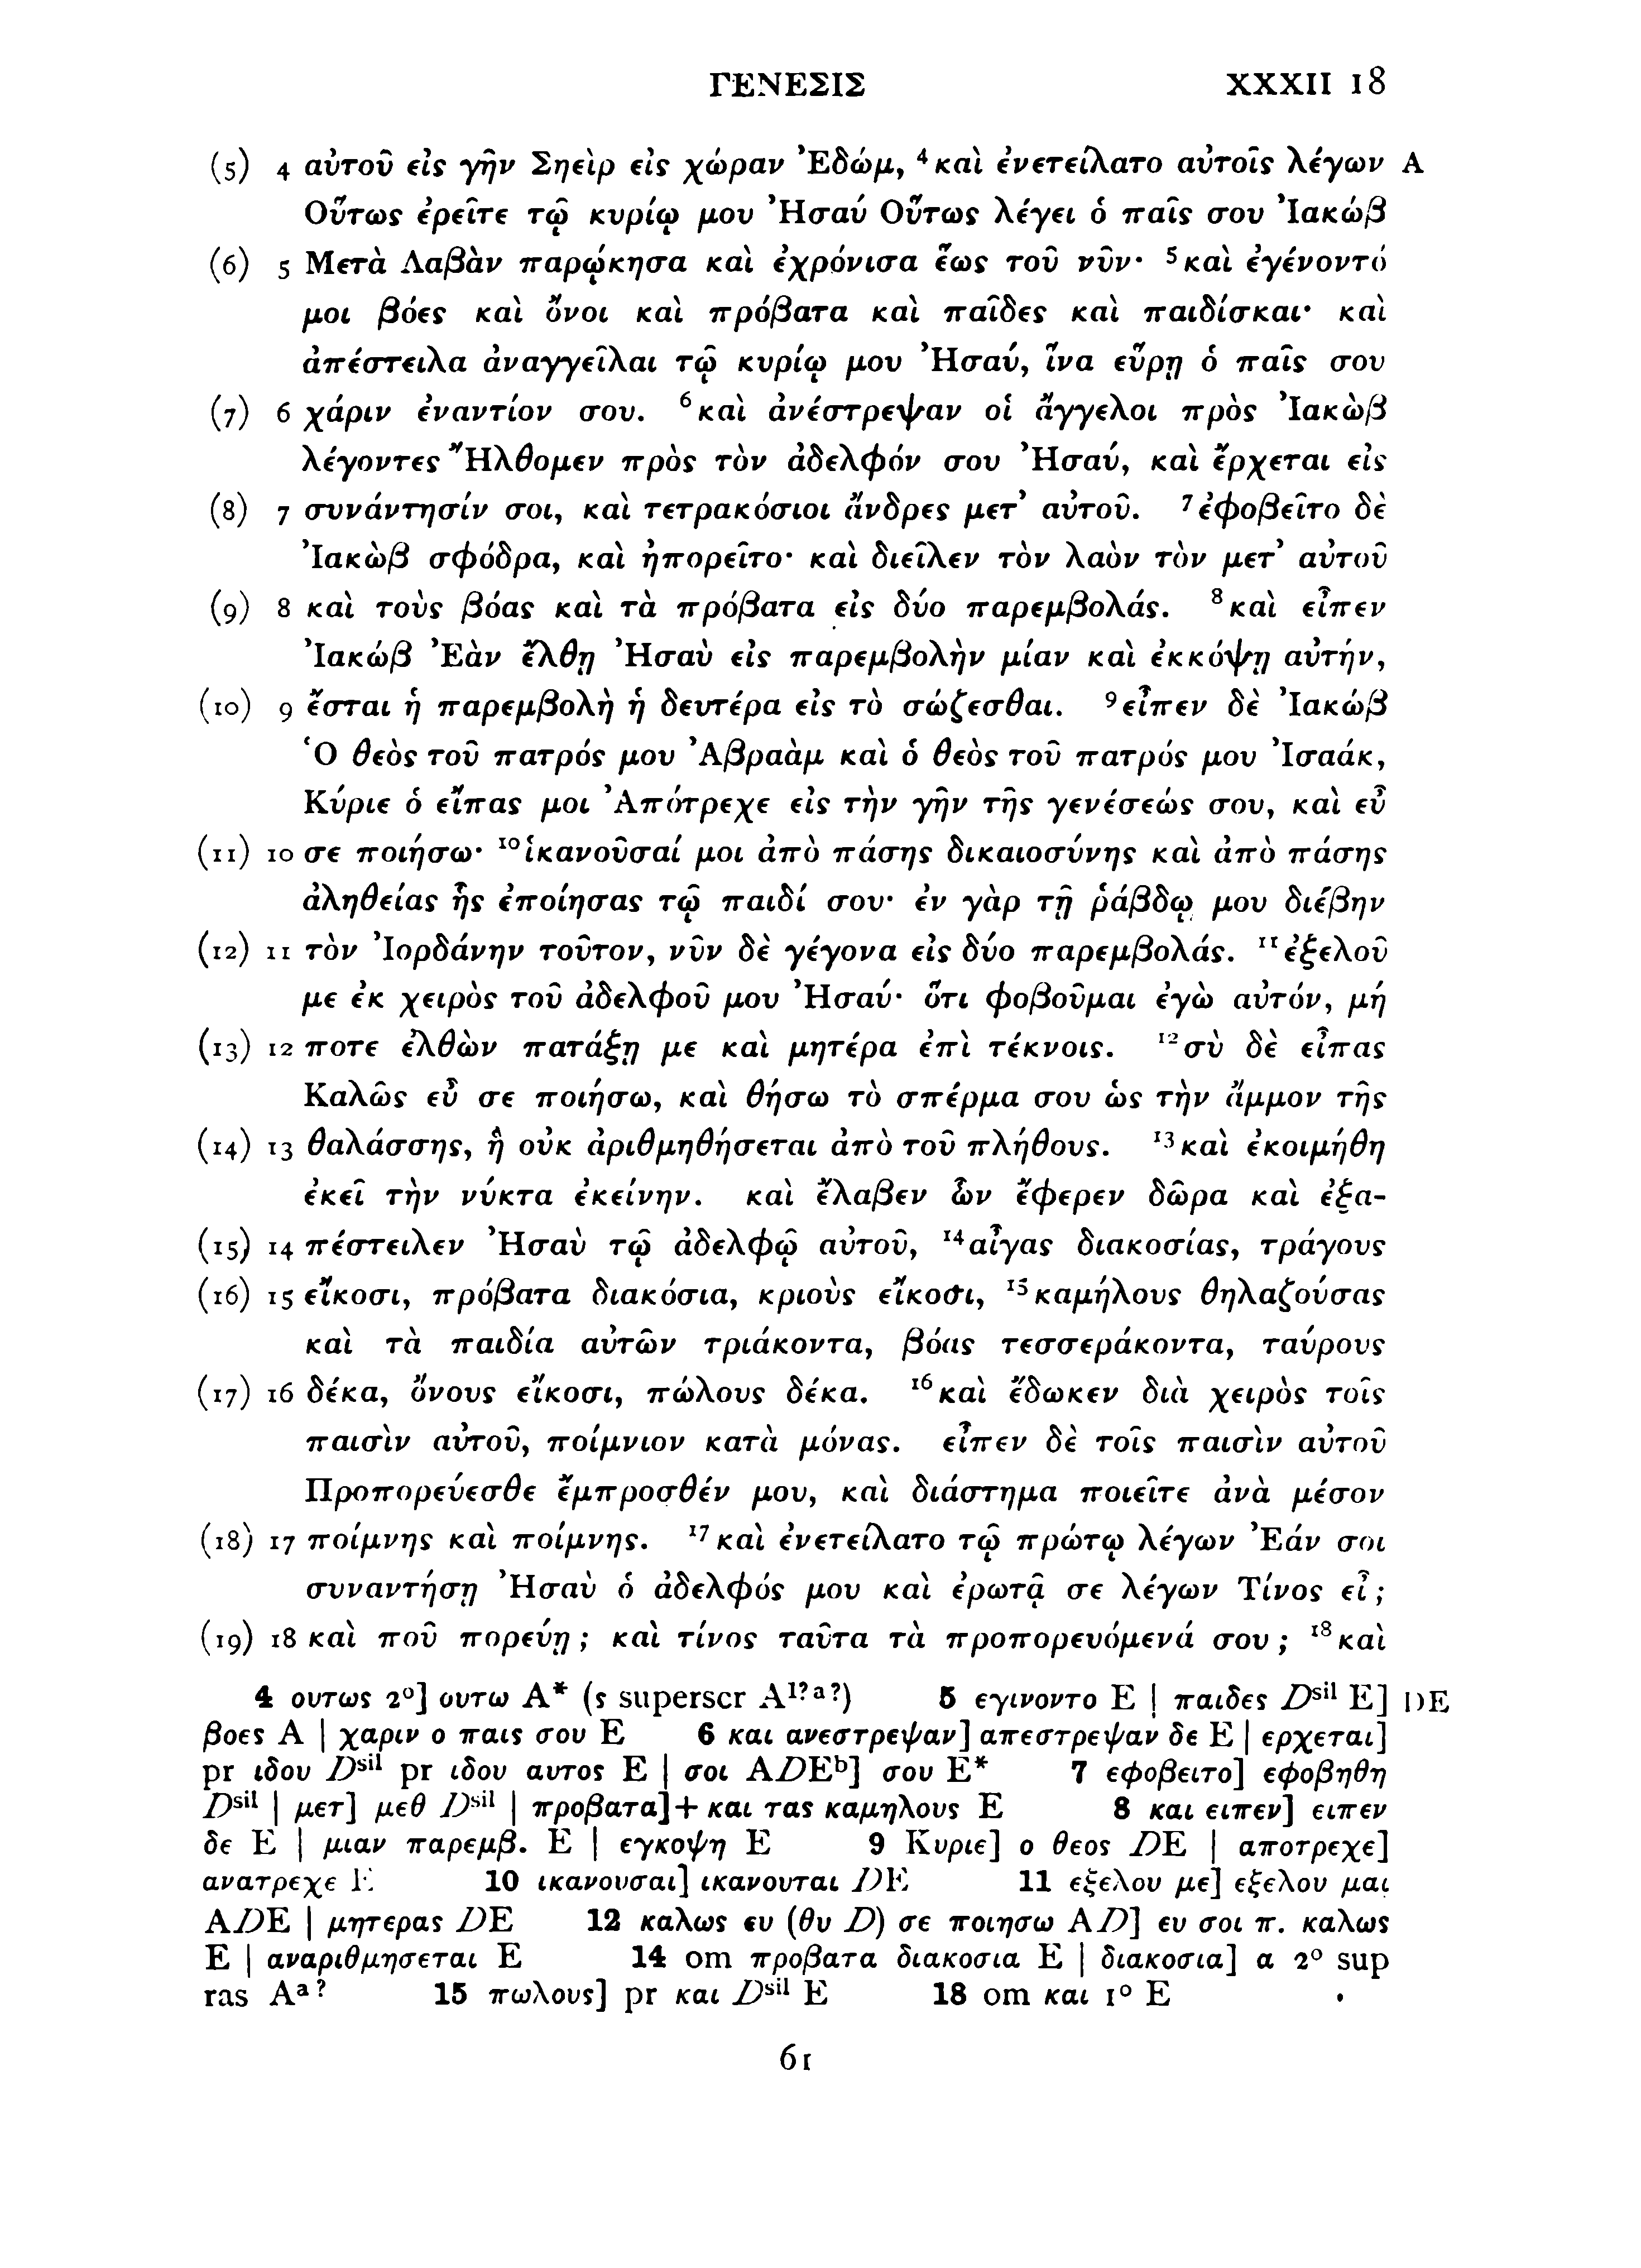 ΓΕΝΕΣΙΣ XXXII 18
(5) 4 αὐτοῦ εἰς γῆν Σηεὶρ εἰς χώραν Ἐδώμ, ⁴καὶ ἐνετείλατο αὐτοῖς λέγων A
Οὕτως ἐρεῖτε τῷ κυρίῳ μου Ἠσαύ Οὕτως λέγει ὁ παῖς σου Ἰακώβ
(6) 5 Μετὰ Λαβὰν παρῴκησα καὶ ἐχρόνισα ἕως τοῦ νῦν· ⁵καὶ ἐγένοντό
μοι βόες καὶ ὄνοι καὶ πρόβατα καὶ παῖδες καὶ παιδίσκαι· καὶ
ἀπέστειλα ἀναγγεῖλαι τῷ κυρίῳ μου Ἠσαύ, ἵνα εὕρῃ ὁ παῖς σου
(7) 6 χάριν ἐναντίον σου. ⁶καὶ ἀνέστρεψαν οἱ ἄγγελοι πρὸς Ἰακὼβ
λέγοντες Ἤλθομεν πρὸς τὸν ἀδελφόν σου Ἠσαύ, καὶ ἔρχεται εἰς
(8) 7 συνάντησίν σοι, καὶ τετρακόσιοι ἄνδρες μετ’ αὐτοῦ. ⁷ἐφοβεῖτο δὲ
Ἰακὼβ σφόδρα, καὶ ἠπορεῖτο· καὶ διεῖλεν τὸν λαὸν τὸν μετ’ αὐτοῦ
(9) 8 καὶ τοὺς βόας καὶ τὰ πρόβατα εἰς δύο παρεμβολάς. ⁸καὶ εἶπεν
Ἰακώβ Ἐὰν ἔλθῃ Ἠσαὺ εἰς παρεμβολὴν μίαν καὶ ἐκκόψῃ αὐτήν,
(10) 9 ἔσται ἡ παρεμβολὴ ἡ δευτέρα εἰς τὸ σώζεσθαι. ⁹εἶπεν δὲ Ἰακώβ
Ὁ θεὸς τοῦ πατρός μου Ἀβραὰμ καὶ ὁ θεὸς τοῦ πατρός μου Ἰσαάκ,
Κύριε ὁ εἴπας μοι Ἀπότρεχε εἰς τὴν γῆν τῆς γενέσεώς σου, καὶ εὖ
(11) 10 σε ποιήσω· ¹⁰ἱκανοῦσαί μοι ἀπὸ πάσης δικαιοσύνης καὶ ἀπὸ πάσης
ἀληθείας ἧς ἐποίησας τῷ παιδί σου· ἐν γὰρ τῇ ῥάβδῳ μου διέβην
(12) 11 τὸν Ἰορδάνην τοῦτον, νῦν δὲ γέγονα εἰς δύο παρεμβολάς. ¹¹ἐξελοῦ
με ἐκ χειρὸς τοῦ ἀδελφοῦ μου Ἠσαύ· ὅτι φοβοῦμαι ἐγὼ αὐτόν, μή
(13) 12 ποτε ἐλθὼν πατάξῃ με καὶ μητέρα ἐπὶ τέκνοις. ¹²σὺ δὲ εἶπας
Καλῶς εὖ σε ποιήσω, καὶ θήσω τὸ σπέρμα σου ὡς τὴν ἄμμον τῆς
(14) 13 θαλάσσης, ἣ οὐκ ἀριθμηθήσεται ἀπὸ τοῦ πλήθους. ¹³καὶ ἐκοιμήθη
ἐκεῖ τὴν νύκτα ἐκείνην. καὶ ἔλαβεν ὧν ἔφερεν δῶρα καὶ ἐξα-
(15) 14 πέστειλεν Ἠσαὺ τῷ ἀδελφῷ αὐτοῦ, ¹⁴αἶγας διακοσίας, τράγους
(16) 15 εἴκοσι, πρόβατα διακόσια, κριοὺς εἴκοσι, ¹⁵καμήλους θηλαζούσας
καὶ τὰ παιδία αὐτῶν τριάκοντα, βόας τεσσεράκοντα, ταύρους
(17) 16 δέκα, ὄνους εἴκοσι, πώλους δέκα. ¹⁶καὶ ἔδωκεν διὰ χειρὸς τοῖς
παισὶν αὐτοῦ, ποίμνιον κατὰ μόνας. εἶπεν δὲ τοῖς παισὶν αὐτοῦ
Προπορεύεσθε ἔμπροσθέν μου, καὶ διάστημα ποιεῖτε ἀνὰ μέσον
(18) 17 ποίμνης καὶ ποίμνης. ¹⁷καὶ ἐνετείλατο τῷ πρώτῳ λέγων Ἐάν σοι
συναντήσῃ Ἠσαὺ ὁ ἀδελφός μου καὶ ἐρωτᾷ σε λέγων Τίνος εἶ;
(19) 18 καὶ ποῦ πορεύῃ; καὶ τίνος ταῦτα τὰ προπορευόμενά σου; ¹⁸καὶ
4 ουτως 2⁰] ουτω A* (ς superscr A¹ˀᵃˀ) 5 εγινοντο E | παιδες Dˢⁱˡ E] DE
βοες A | χαριν ο παις σου E 6 και ανεστρεψαν] απεστρεψαν δε E | ερχεται]
pr ιδου Dˢⁱˡ pr ιδου αυτος E | σοι ADEᵇ] σου E* 7 εφοβειτο] εφοβηθη
Dˢⁱˡ | μετ] μεθ Dˢⁱˡ | προβατα]+ και τας καμηλους E 8 και ειπεν] ειπεν
δε E | μιαν παρεμβ. E | εγκοψη E 9 Κυριε] ο θεος DE | αποτρεχε]
ανατρεχε E 10 ικανουσαι] ικανουται DE 11 εξελου με] εξελου μαι
ADE | μητερας DE 12 καλως ευ (θυ D) σε ποιησω AD] ευ σοι π. καλως
E | αναριθμησεται E 14 om προβατα διακοσια E | διακοσια] α 2⁰ sup
ras Aᵃ? 15 πωλους] pr και Dˢⁱˡ E 18 om και 1⁰ E
61